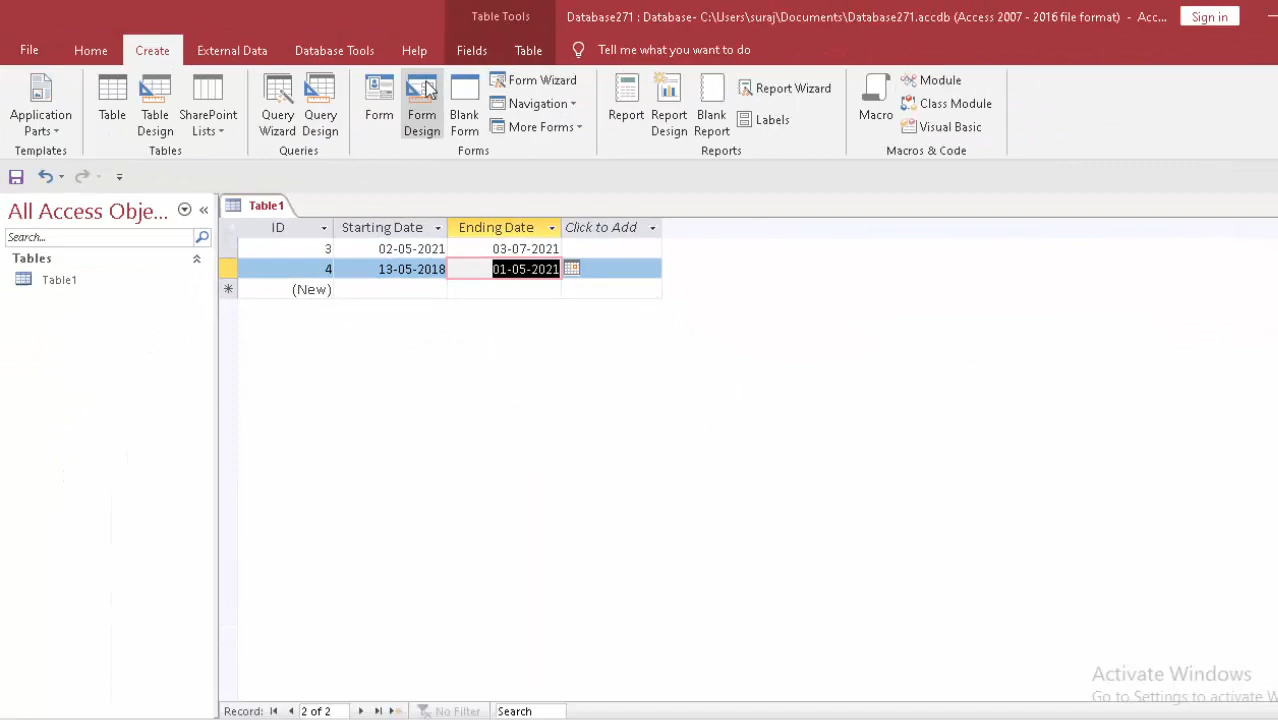 Table Tools
Database271 : Database- C:\Users\suraj\Documents\Database271.accdb (Access 2007 - 2016 file format) - Acc...
Sign in
File Home Create External Data Database Tools Help Fields Table Tell me what you want to do
Application Parts
Table
Table Design
SharePoint Lists
Query Wizard
Query Design
Form
Form Design
Blank Form
Form Wizard
Navigation
More Forms
Report
Report Design
Blank Report
Report Wizard
Labels
Macro
Module
Class Module
Visual Basic
Templates Tables Queries Forms Reports Macros & Code
All Access Obje...
Search...
Tables
Table1
Table1
ID Starting Date Ending Date Click to Add
3 02-05-2021 03-07-2021
4 13-05-2018 01-05-2021
(New)
Activate Windows
Go to Settings to activate W
Record: 2 of 2 No Filter Search